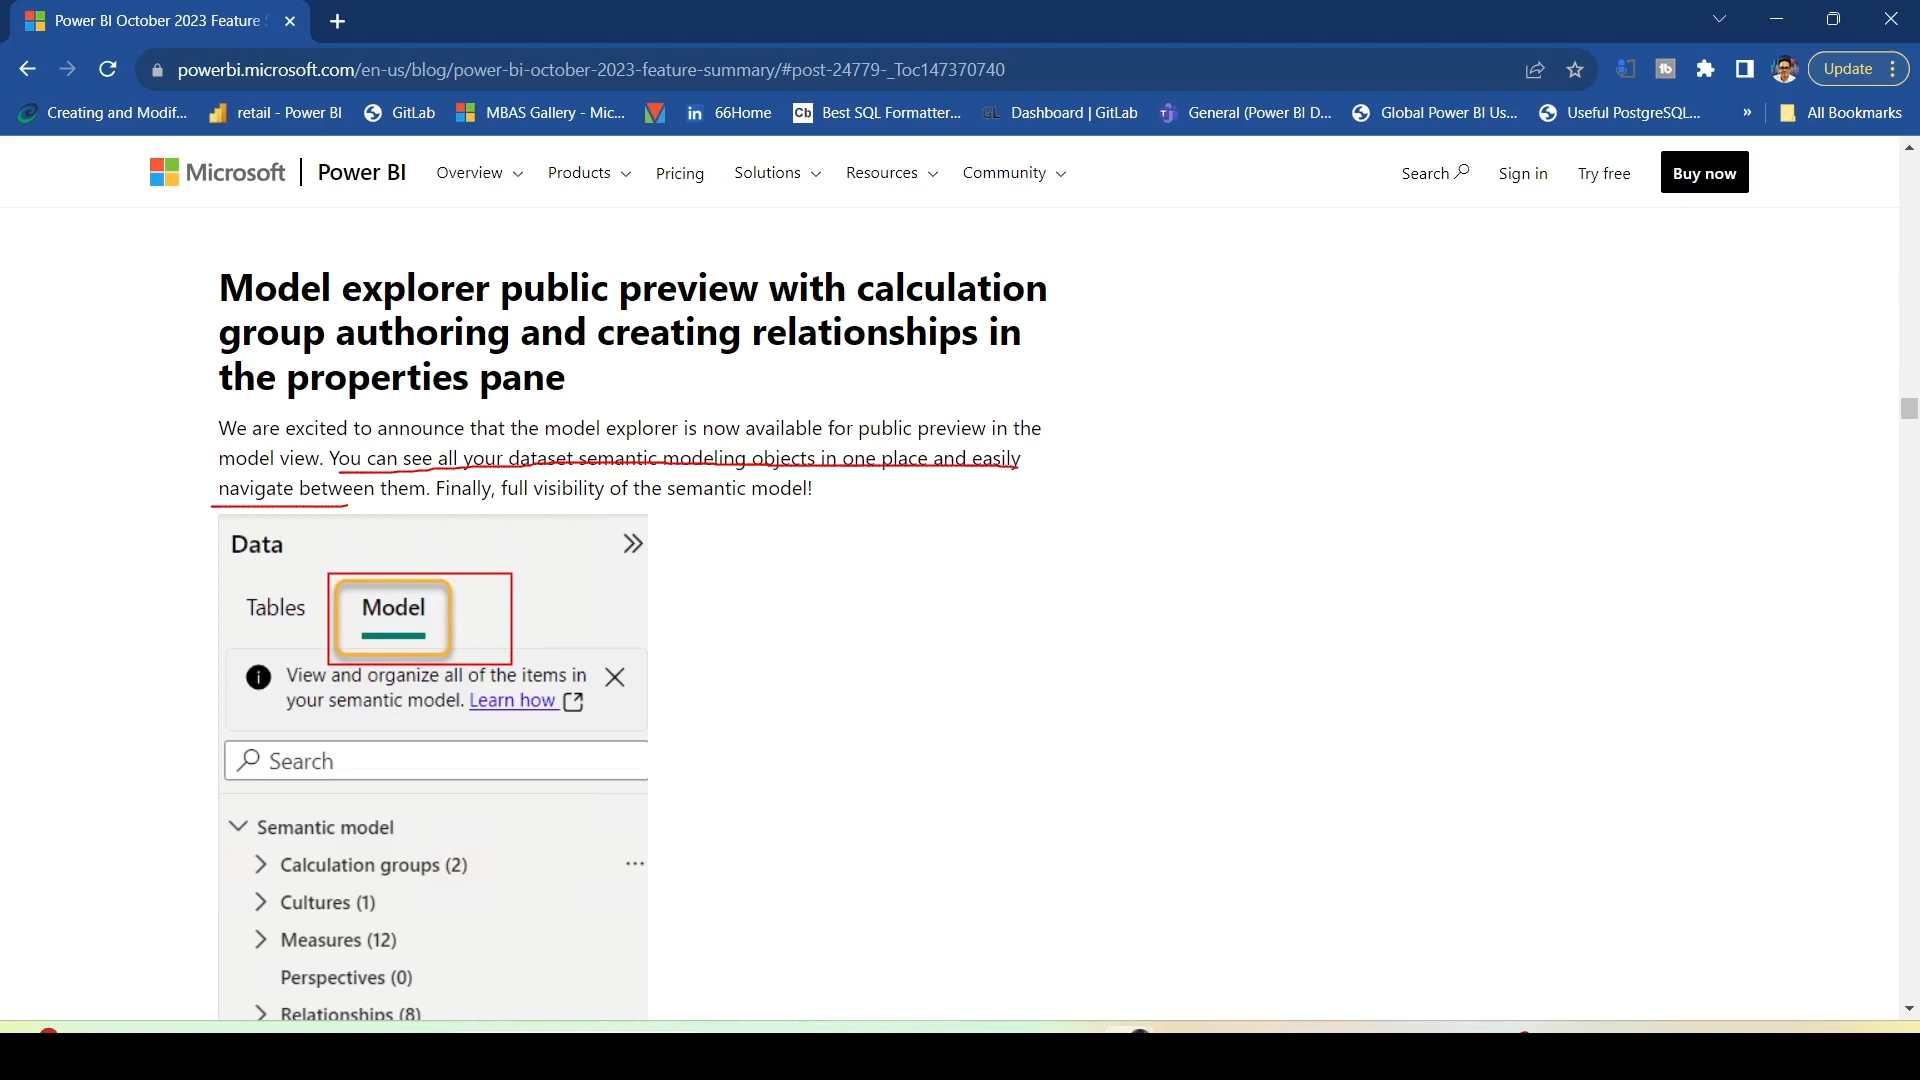 Power BI October 2023 Feature
powerbi.microsoft.com/en-us/blog/power-bi-october-2023-feature-summary/#post-24779-_Toc147370740
Update
Creating and Modif... retail - Power BI GitLab MBAS Gallery - Mic... in 66Home Cb Best SQL Formatter... GL Dashboard | GitLab General (Power BI D... Global Power BI Us... Useful PostgreSQL... » All Bookmarks
Microsoft | Power BI Overview Products Pricing Solutions Resources Community Search Sign in Try free Buy now
Model explorer public preview with calculation
group authoring and creating relationships in
the properties pane
We are excited to announce that the model explorer is now available for public preview in the
model view. You can see all your dataset semantic modeling objects in one place and easily
navigate between them. Finally, full visibility of the semantic model!
Data
Tables Model
View and organize all of the items in
your semantic model. Learn how
Search
Semantic model
Calculation groups (2) ...
Cultures (1)
Measures (12)
Perspectives (0)
Relationships (8)